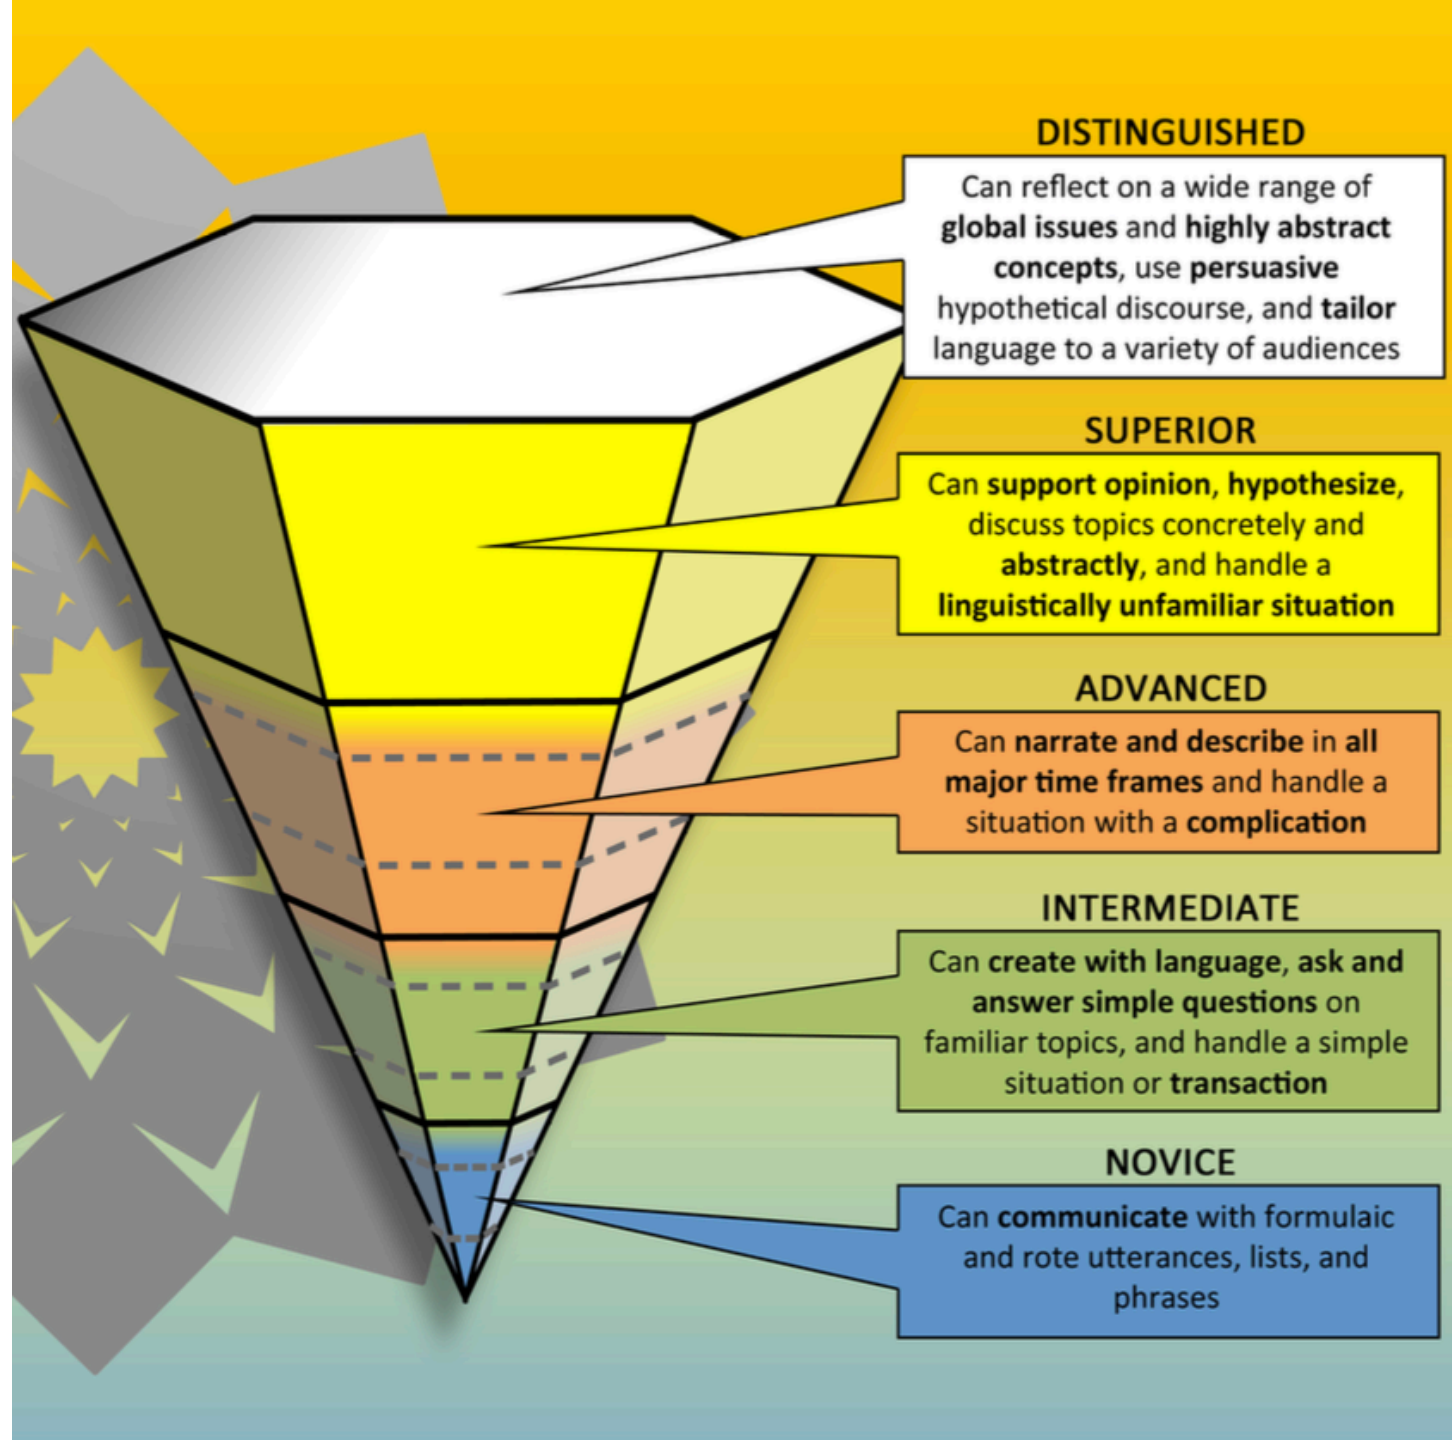 DISTINGUISHED
Can reflect on a wide range of
global issues and highly abstract
concepts, use persuasive
hypothetical discourse, and tailor
language to a variety of audiences
SUPERIOR
Can support opinion, hypothesize,
discuss topics concretely and
abstractly, and handle a
linguistically unfamiliar situation
ADVANCED
Can narrate and describe in all
major time frames and handle a
situation with a complication
INTERMEDIATE
Can create with language, ask and
answer simple questions on
familiar topics, and handle a simple
situation or transaction
NOVICE
Can communicate with formulaic
and rote utterances, lists, and
phrases